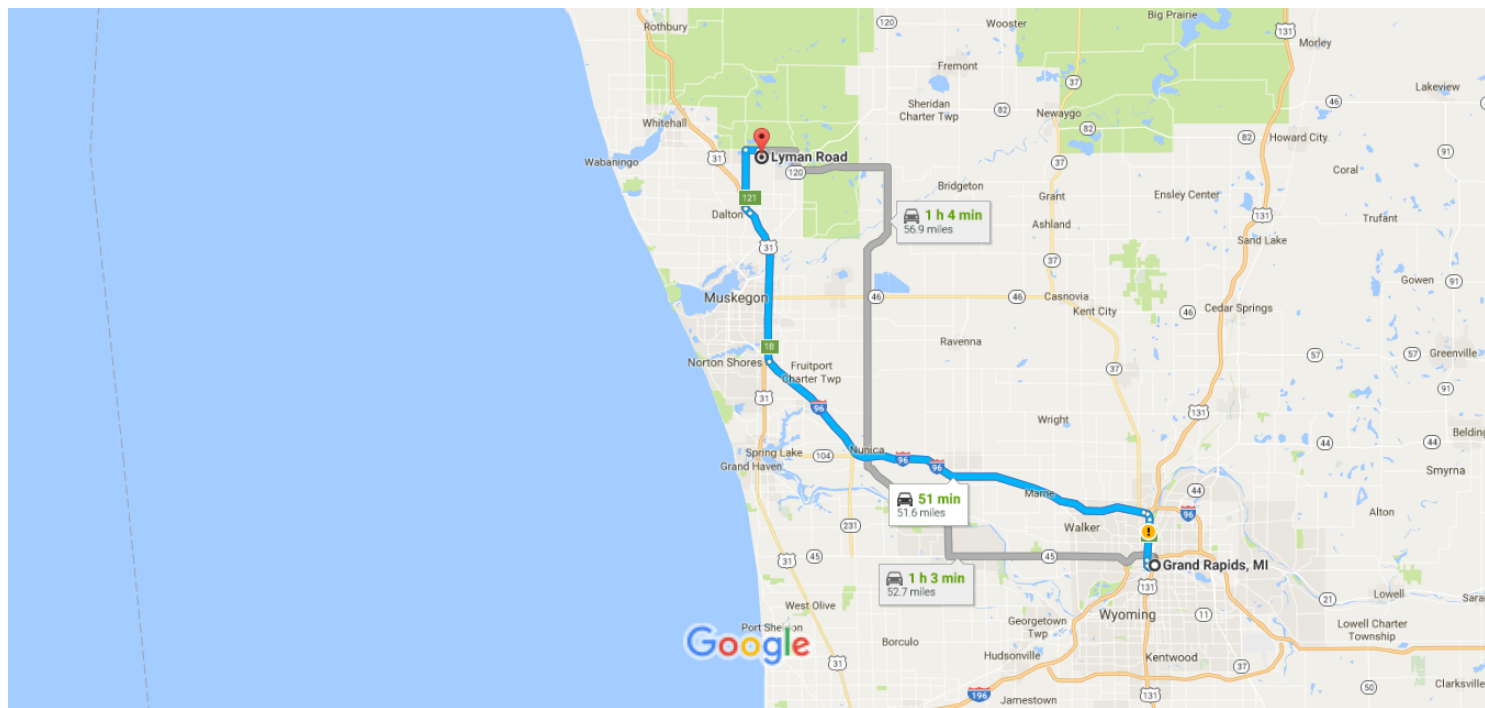 Rothbury
120
Wooster
Big Prairie
131
Morley
Fremont
37
Lakeview
46
Sheridan
Charter Twp
82
Newaygo
82
82
Howard City
Whitehall
31
Wabaningo
Lyman Road
120
91
Coral
Bridgeton
Grant
Ensley Center
121
Dalton
1 h 4 min
56.9 miles
Ashland
131
Trufant
31
Sand Lake
37
Muskegon
46
46
Casnovia
Kent City
46
Cedar Springs
Gowen
91
1B
Ravenna
57
57
Greenville
Norton Shores
Fruitport
Charter Twp
37
31
96
131
Wright
Belding
Spring Lake
Grand Haven
104
Nunica
96
96
44
44
91
Smyrna
51 min
51.6 miles
Marne
44
96
Alton
231
Walker
31
45
45
Grand Rapids, MI
1 h 3 min
52.7 miles
131
21
Lowell
West Olive
Wyoming
11
Port Sheldon
Google
Georgetown
Twp
Lowell Charter
Township
Borculo
31
Hudsonville
Kentwood
37
196
Jamestown
131
50
Clarksville